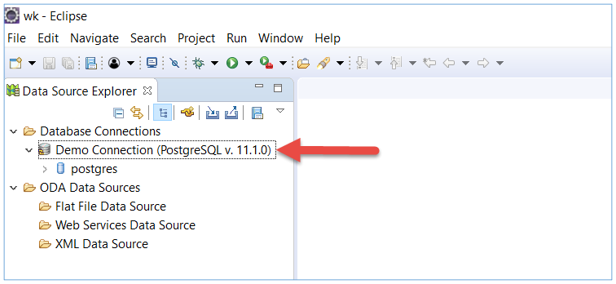 wk - Eclipse
File Edit Navigate Search Project Run Window Help
Data Source Explorer
Database Connections
Demo Connection (PostgreSQL v. 11.1.0)
postgres
ODA Data Sources
Flat File Data Source
Web Services Data Source
XML Data Source